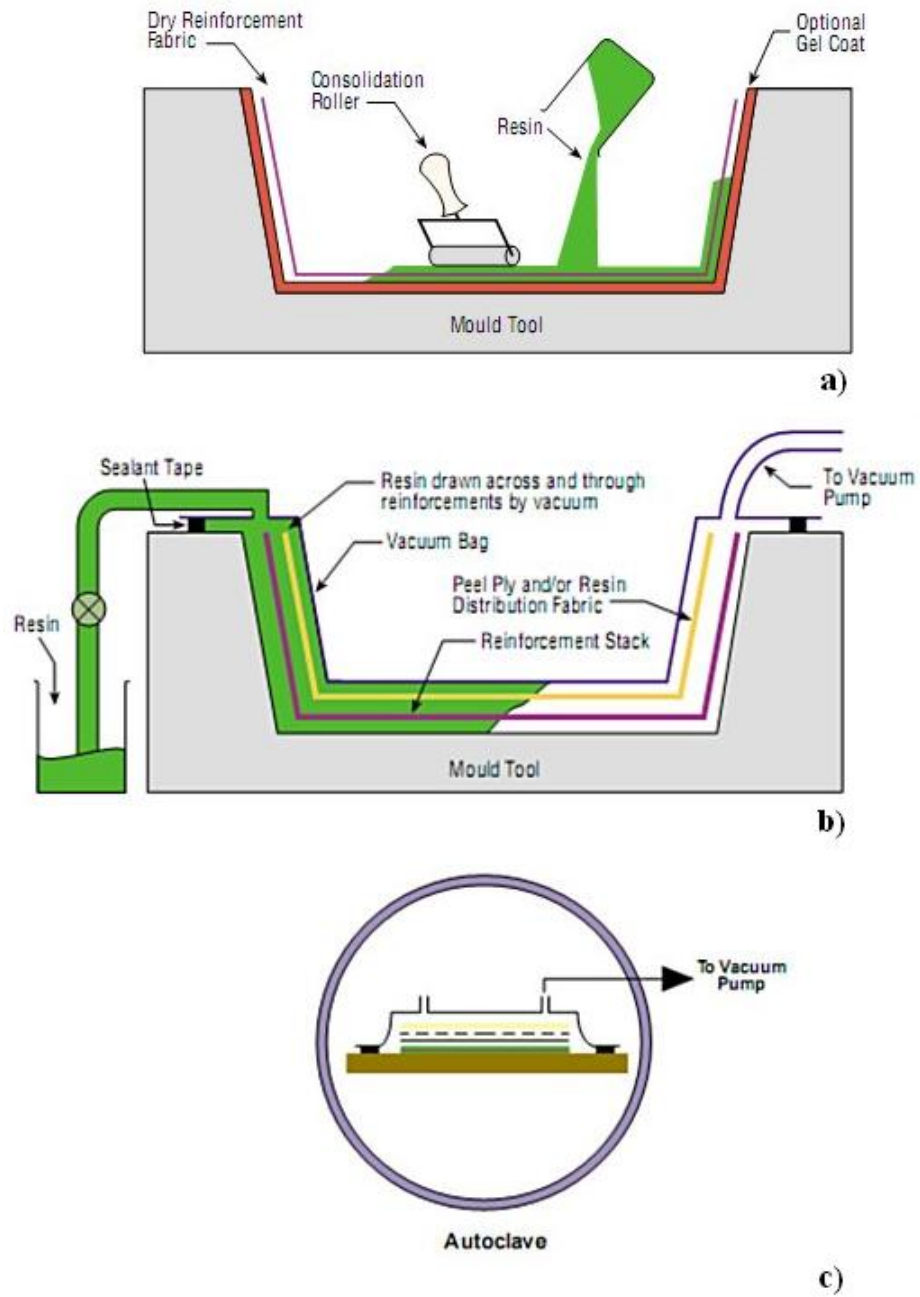 Dry Reinforcement
Fabric
Consolidation
Roller
Resin
Optional
Gel Coat
Mould Tool
a)
Sealant Tape
Resin drawn across and through
reinforcements by vacuum
Vacuum Bag
To Vacuum
Pump
Peel Ply and/or Resin
Distribution Fabric
Reinforcement Stack
Resin
Mould Tool
b)
To Vacuum
Pump
Autoclave
c)